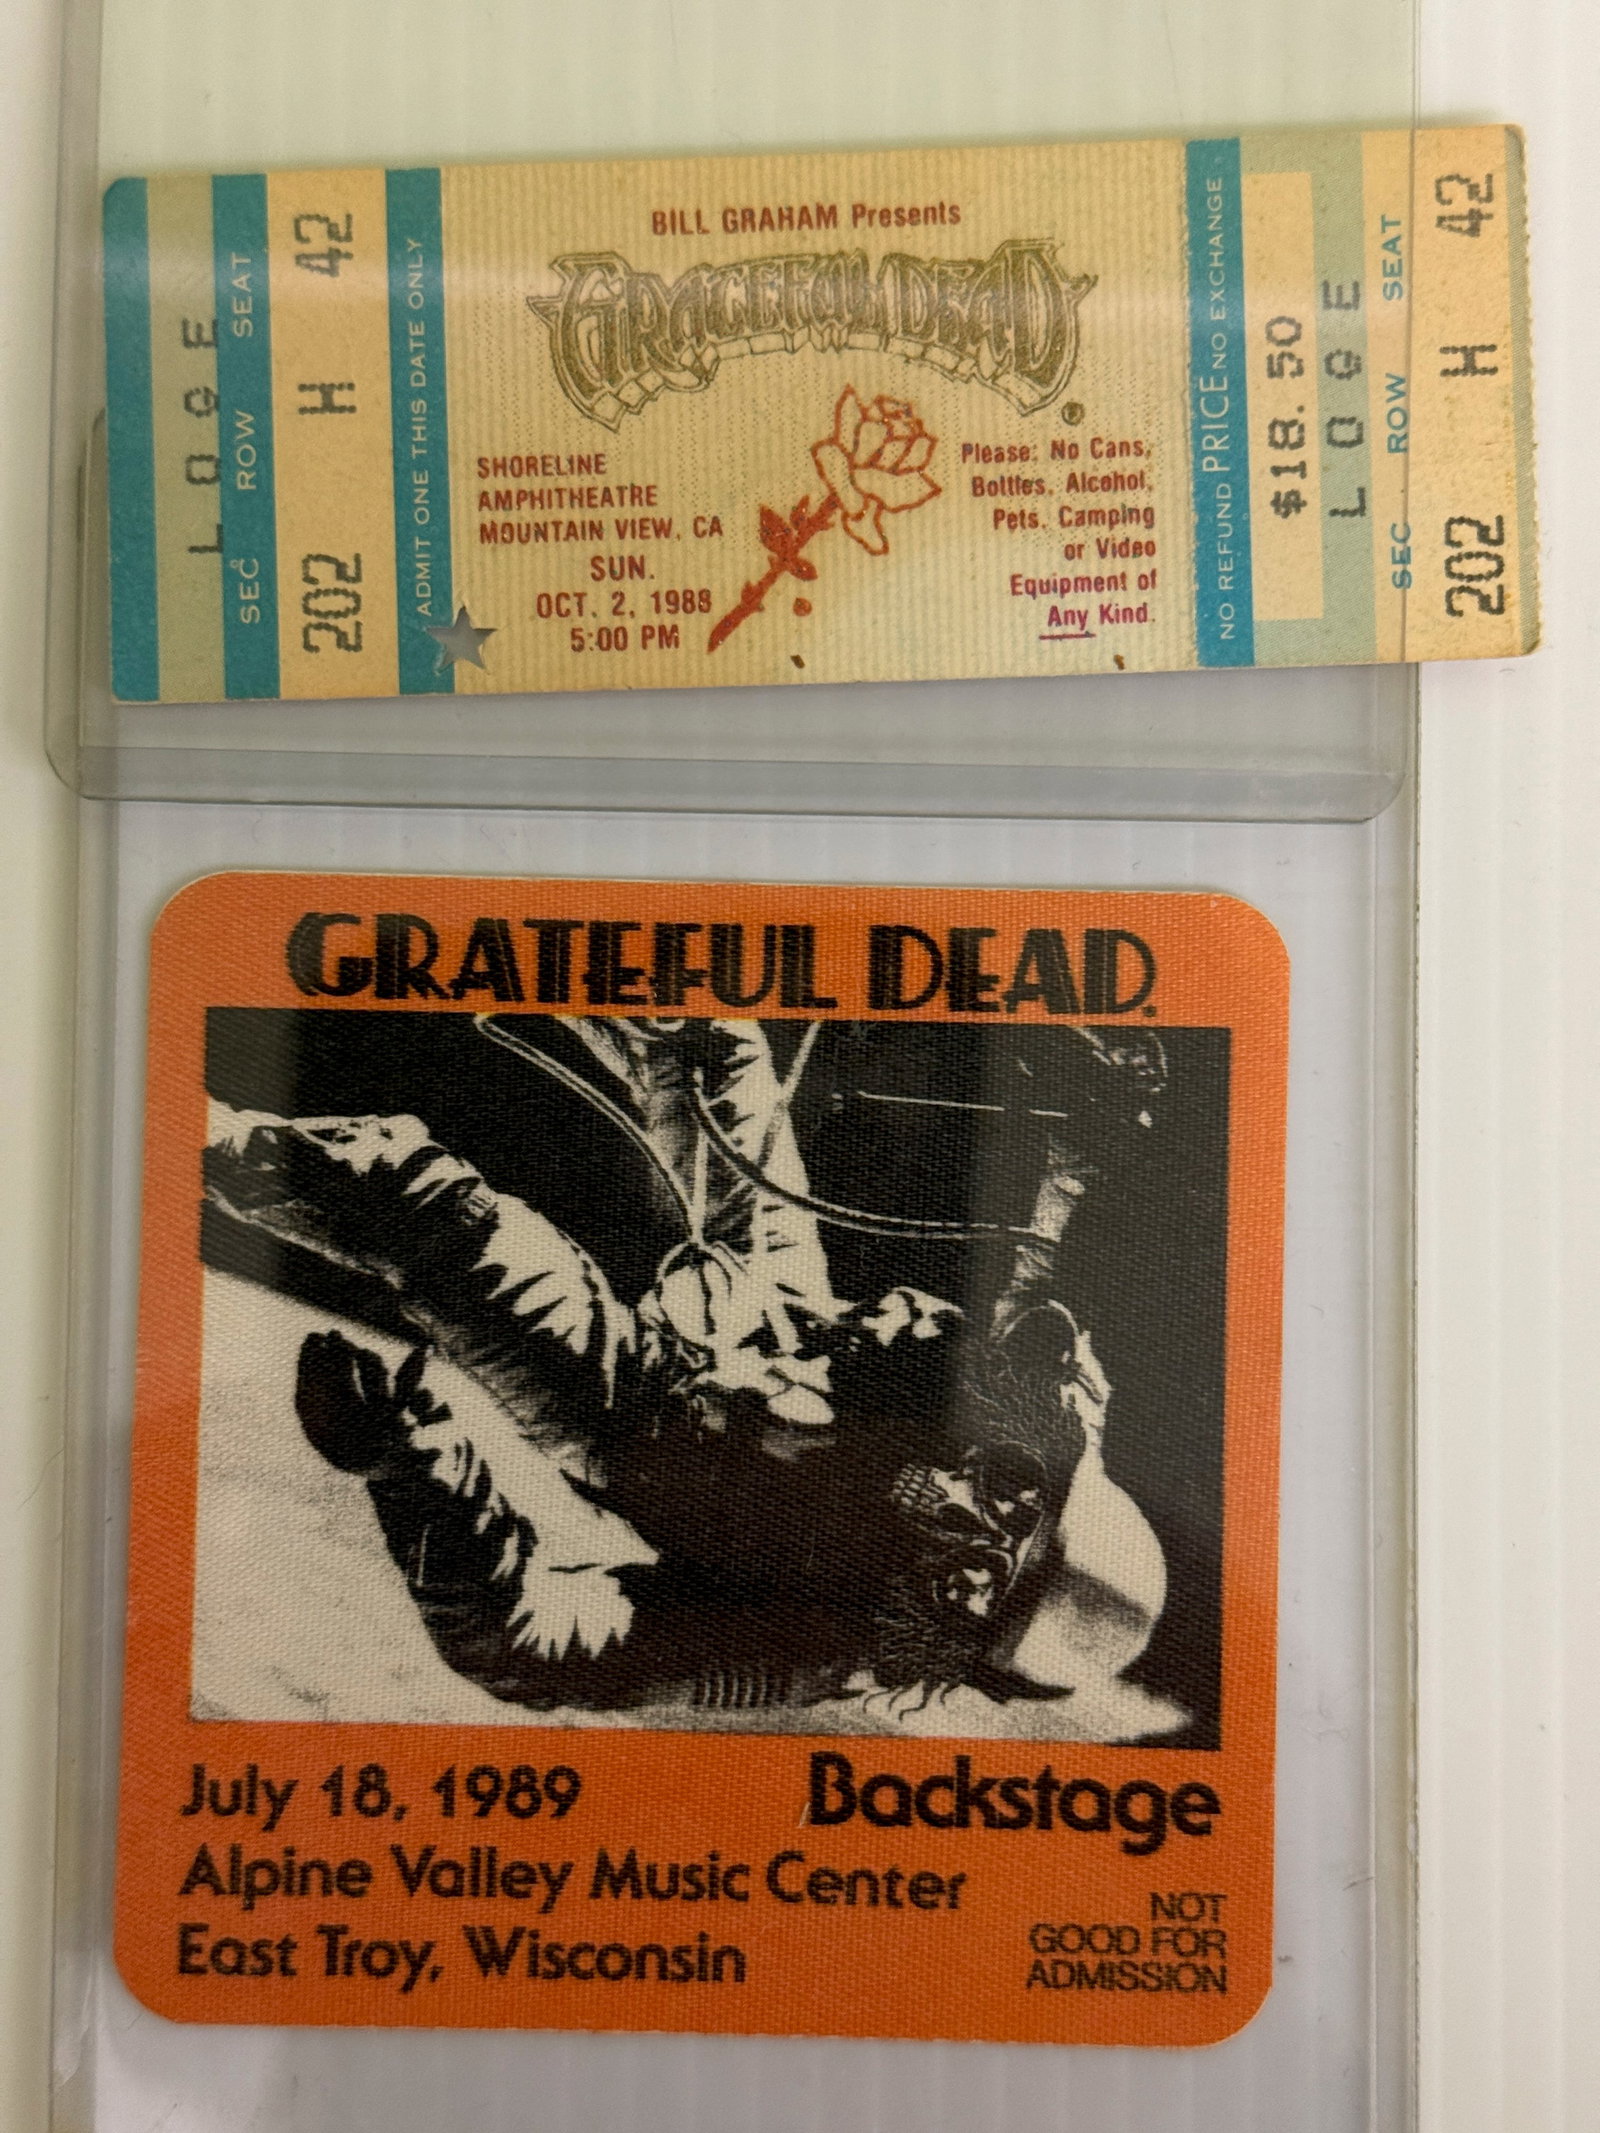 LOGE
SEC ROW SEAT
202 H 42
ADMIT ONE THIS DATE ONLY
BILL GRAHAM Presents
GRATEFUL DEAD
®
SHORELINE
AMPHITHEATRE
MOUNTAIN VIEW, CA
SUN.
OCT. 2, 1988
5:00 PM
Please: No Cans,
Bottles, Alcohol,
Pets, Camping
or Video
Equipment of
Any Kind.
NO REFUND PRICE NO EXCHANGE
$18.50
LOGE
SEC ROW SEAT
202 H 42
GRATEFUL DEAD
July 18, 1989
Backstage
Alpine Valley Music Center
East Troy, Wisconsin
NOT
GOOD FOR
ADMISSION